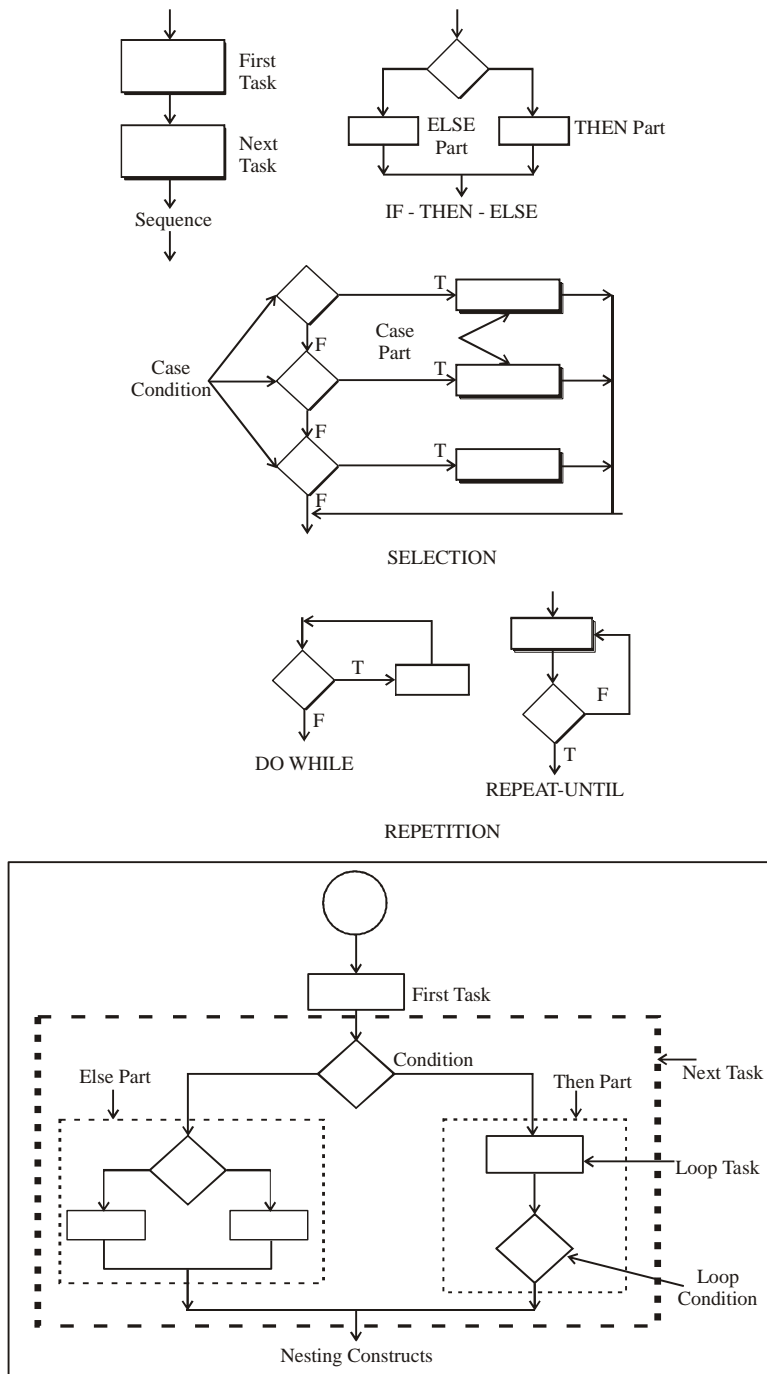 First
Task
Next
Task
Sequence
ELSE
Part
THEN Part
IF - THEN - ELSE
T
F
Case
Part
Case
Condition
T
F
T
F
SELECTION
T
F
DO WHILE
F
T
REPEAT-UNTIL
REPETITION
First Task
Condition
Next Task
Else Part
Then Part
Loop Task
Loop
Condition
Nesting Constructs